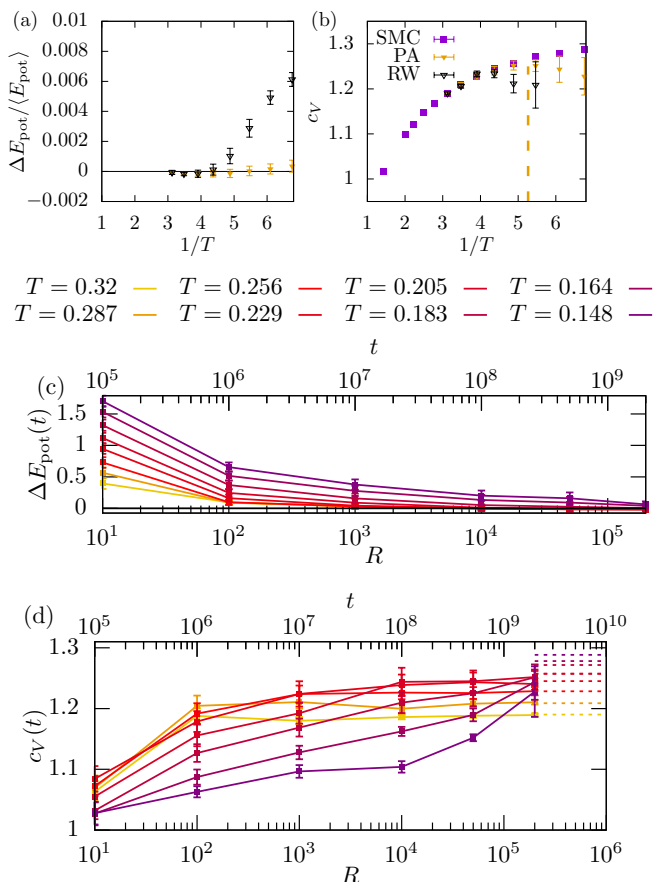 (a)
0.01
0.008
0.006
0.004
0.002
0
−0.002
ΔE_pot/⟨E_pot⟩
1 2 3 4 5 6
1/T
(b)
SMC
PA
RW
1.3
1.2
1.1
1
c_V
1 2 3 4 5 6
1/T
T = 0.32 T = 0.256 T = 0.205 T = 0.164
T = 0.287 T = 0.229 T = 0.183 T = 0.148
t
(c)
10^5 10^6 10^7 10^8 10^9
1.5
1
0.5
0
ΔE_pot(t)
10^1 10^2 10^3 10^4 10^5
R
t
(d)
10^5 10^6 10^7 10^8 10^9 10^10
1.3
1.2
1.1
1
c_V(t)
10^1 10^2 10^3 10^4 10^5 10^6
R